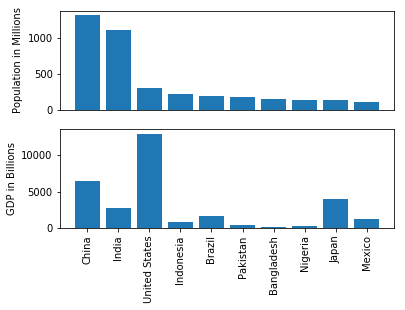 Population in Millions
1000
500
0
GDP in Billions
10000
5000
0
China
India
United States
Indonesia
Brazil
Pakistan
Bangladesh
Nigeria
Japan
Mexico